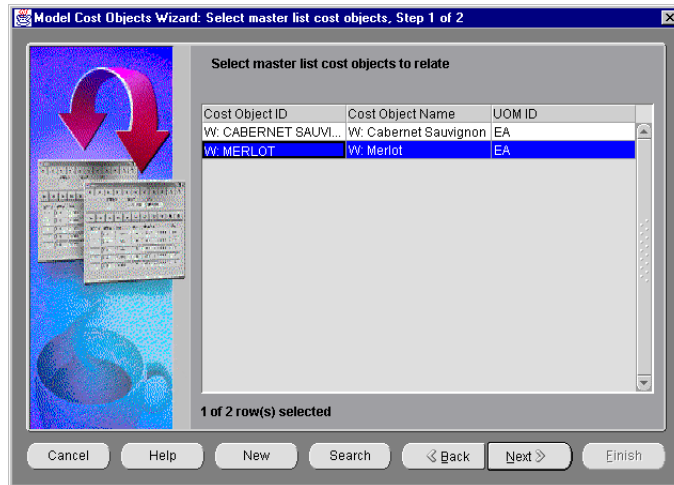 Model Cost Objects Wizard: Select master list cost objects, Step 1 of 2
Select master list cost objects to relate
Cost Object ID Cost Object Name UOM ID
W: CABERNET SAUVI... W: Cabernet Sauvignon EA
W: MERLOT W: Merlot EA
1 of 2 row(s) selected
Cancel Help New Search Back Next Finish